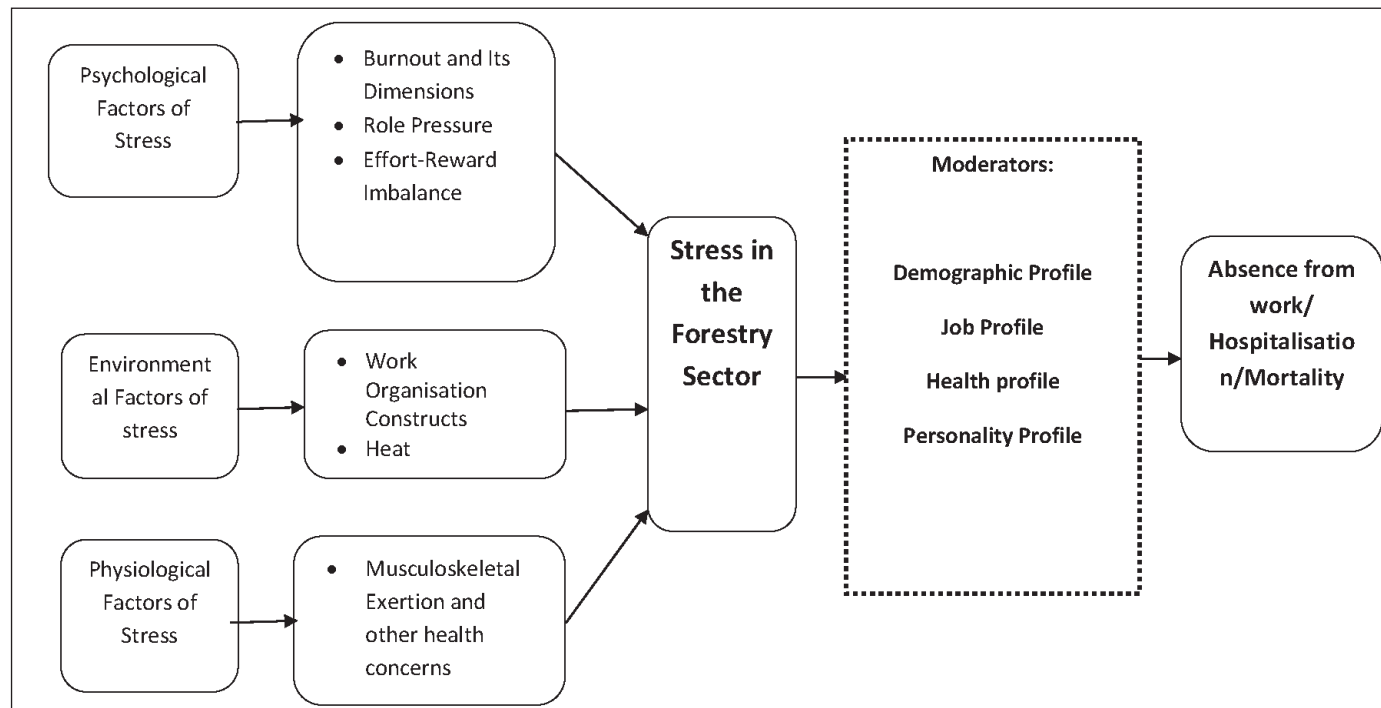 Psychological
Factors of
Stress
• Burnout and Its
Dimensions
• Role Pressure
• Effort-Reward
Imbalance
Environment
al Factors of
stress
• Work
Organisation
Constructs
• Heat
Physiological
Factors of
Stress
• Musculoskeletal
Exertion and
other health
concerns
Stress in
the
Forestry
Sector
Moderators:
Demographic Profile
Job Profile
Health profile
Personality Profile
Absence from
work/
Hospitalisatio
n/Mortality